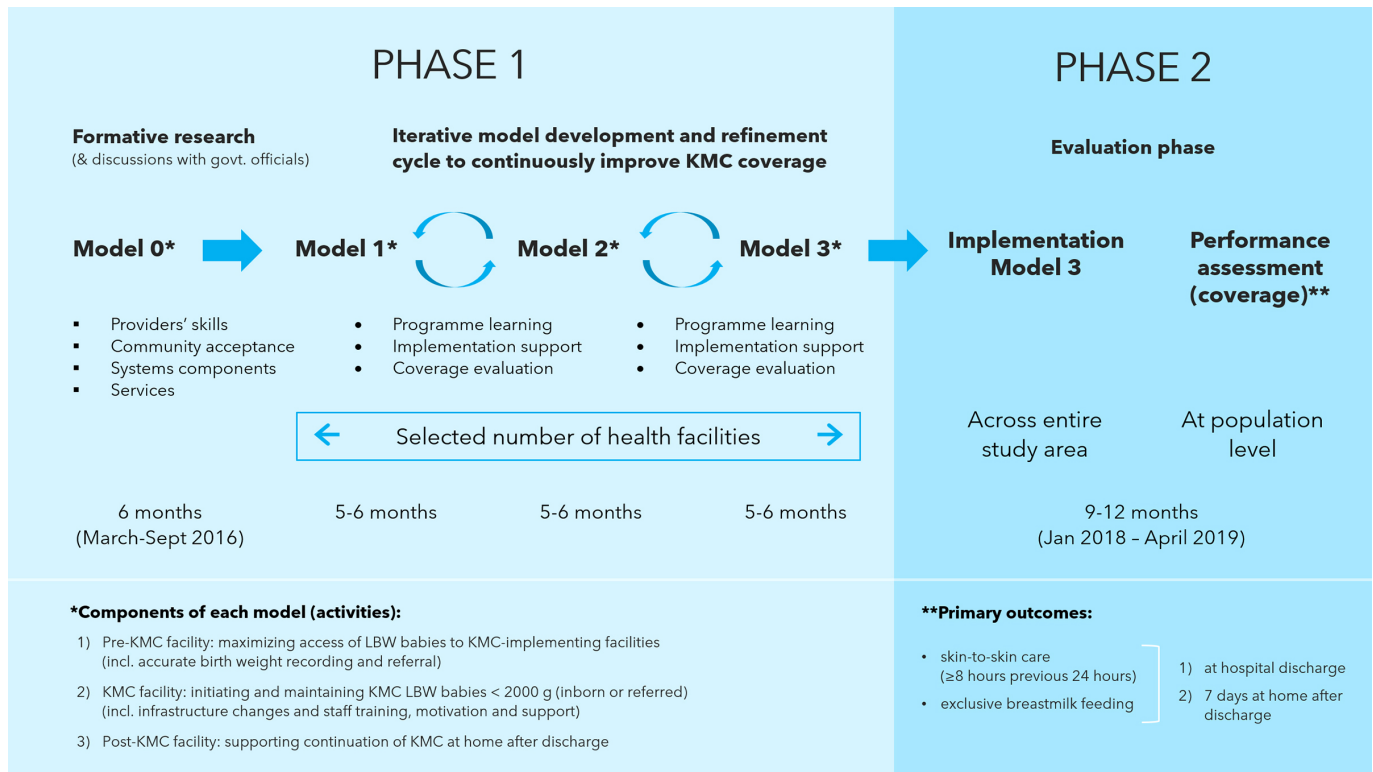 PHASE 1
Formative research
(& discussions with govt. officials)
Iterative model development and refinement
cycle to continuously improve KMC coverage
Model 0*
Model 1*
Model 2*
Model 3*
▪ Providers’ skills
▪ Community acceptance
▪ Systems components
▪ Services
• Programme learning
• Implementation support
• Coverage evaluation
• Programme learning
• Implementation support
• Coverage evaluation
Selected number of health facilities
6 months
(March-Sept 2016)
5-6 months
5-6 months
5-6 months
PHASE 2
Evaluation phase
Implementation
Model 3
Performance
assessment
(coverage)**
Across entire
study area
At population
level
9-12 months
(Jan 2018 – April 2019)
*Components of each model (activities):
1) Pre-KMC facility: maximizing access of LBW babies to KMC-implementing facilities
(incl. accurate birth weight recording and referral)
2) KMC facility: initiating and maintaining KMC LBW babies < 2000 g (inborn or referred)
(incl. infrastructure changes and staff training, motivation and support)
3) Post-KMC facility: supporting continuation of KMC at home after discharge
**Primary outcomes:
• skin-to-skin care
(≥8 hours previous 24 hours)
• exclusive breastmilk feeding
1) at hospital discharge
2) 7 days at home after
discharge